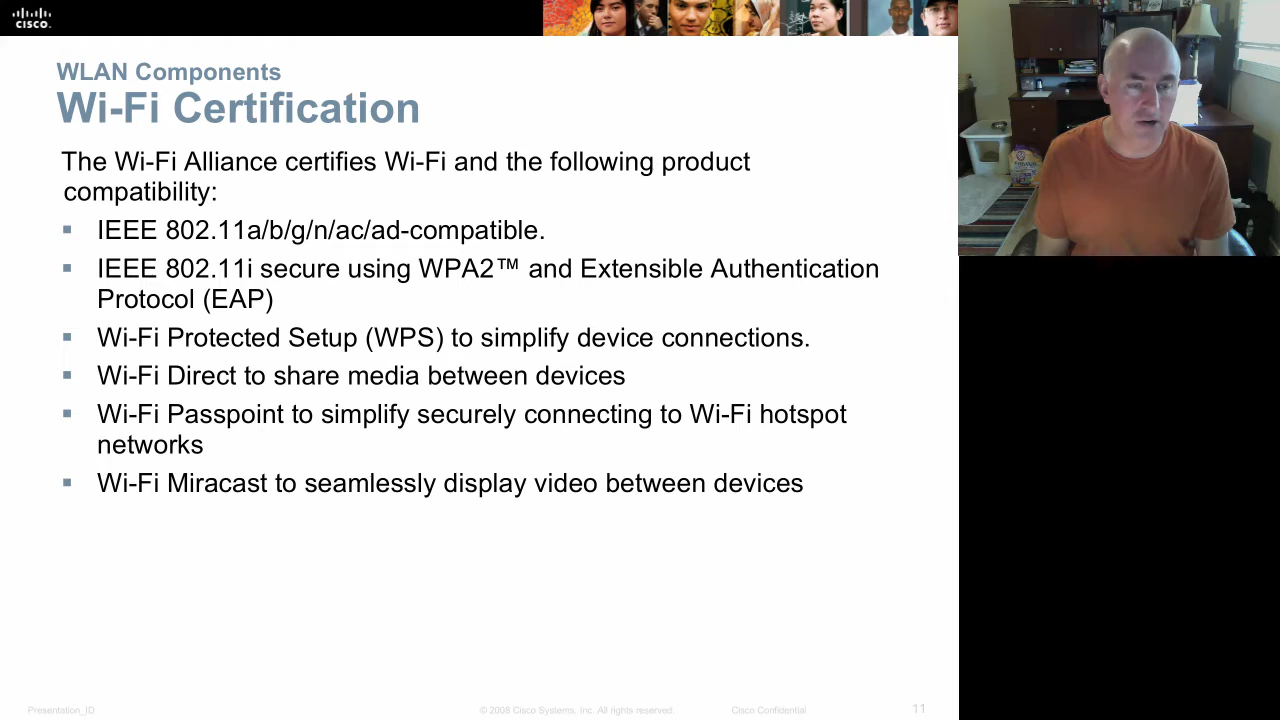 CISCO
WLAN Components
Wi-Fi Certification
The Wi-Fi Alliance certifies Wi-Fi and the following product
compatibility:
▪ IEEE 802.11a/b/g/n/ac/ad-compatible.
▪ IEEE 802.11i secure using WPA2™ and Extensible Authentication
Protocol (EAP)
▪ Wi-Fi Protected Setup (WPS) to simplify device connections.
▪ Wi-Fi Direct to share media between devices
▪ Wi-Fi Passpoint to simplify securely connecting to Wi-Fi hotspot
networks
▪ Wi-Fi Miracast to seamlessly display video between devices
Presentation_ID © 2008 Cisco Systems, Inc. All rights reserved. Cisco Confidential 11